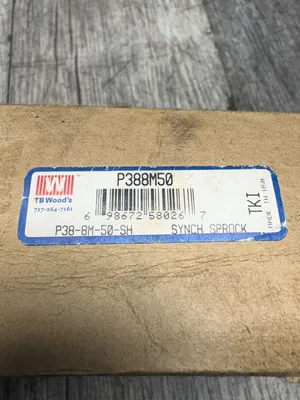 P388M50
TB Wood's
717-264-7161
6 98672 58026 7
TKI
MADE IN USA
P38-8M-50-SH SYNCH SPROCK